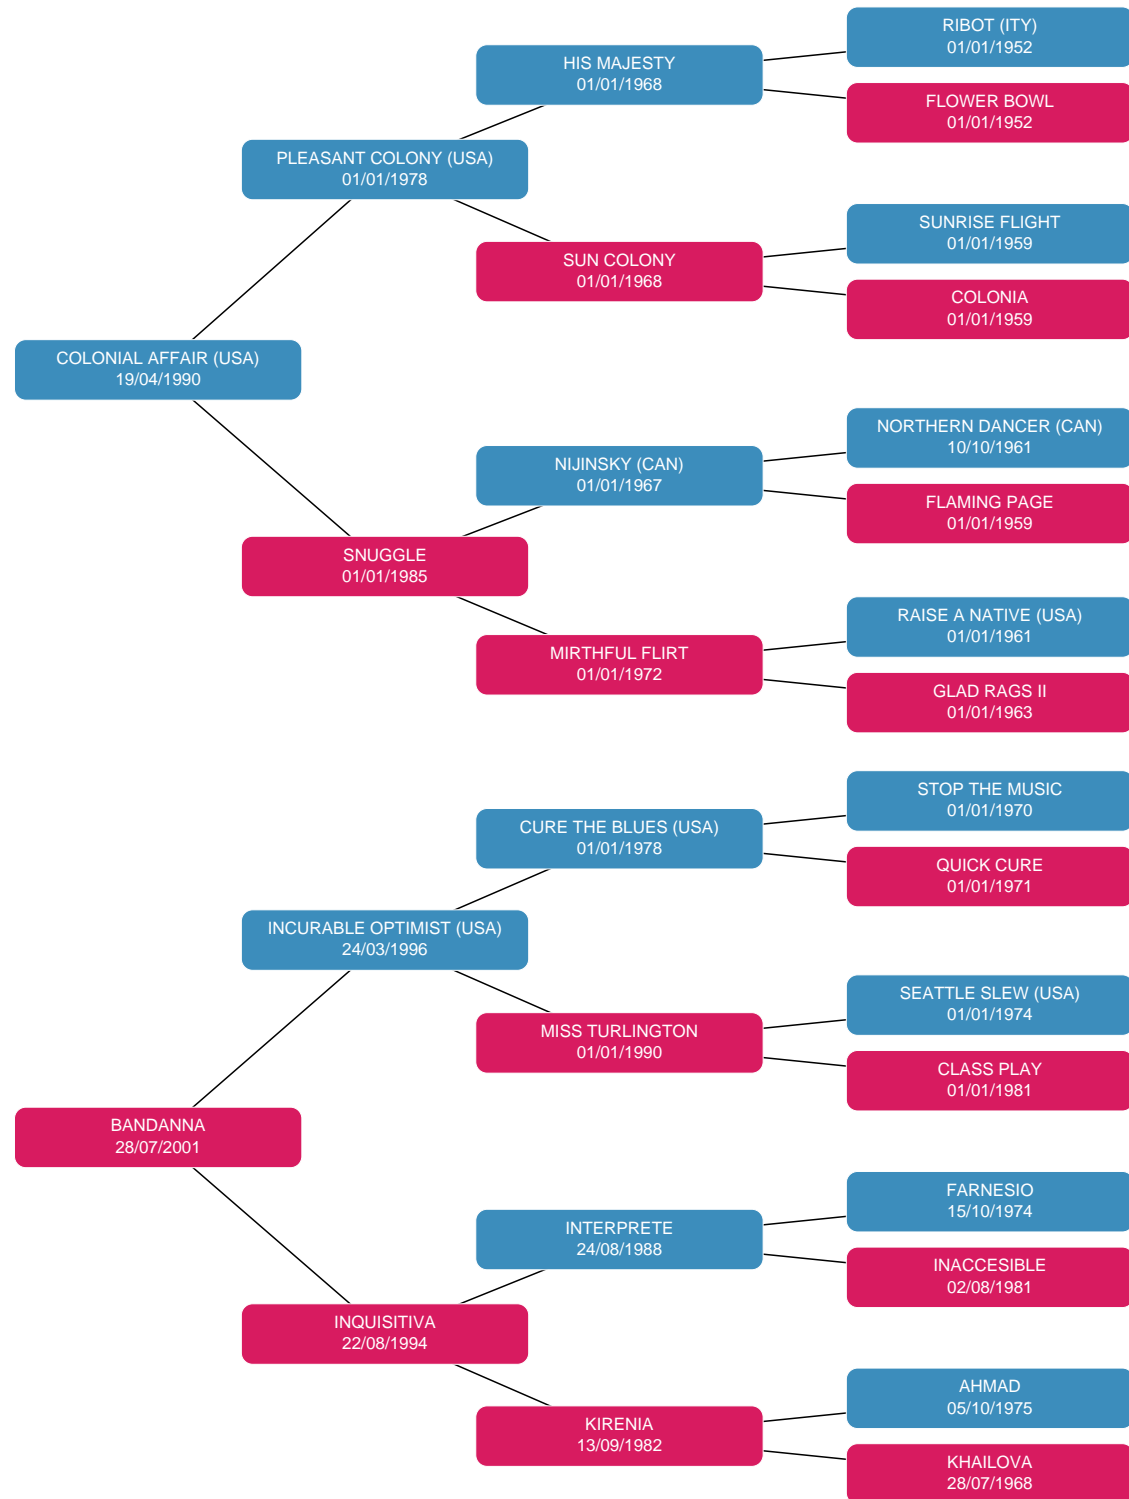 RIBOT (ITY)
01/01/1952
HIS MAJESTY
01/01/1968
FLOWER BOWL
01/01/1952
PLEASANT COLONY (USA)
01/01/1978
SUNRISE FLIGHT
01/01/1959
SUN COLONY
01/01/1968
COLONIA
01/01/1959
COLONIAL AFFAIR (USA)
19/04/1990
NORTHERN DANCER (CAN)
10/10/1961
NIJINSKY (CAN)
01/01/1967
FLAMING PAGE
01/01/1959
SNUGGLE
01/01/1985
RAISE A NATIVE (USA)
01/01/1961
MIRTHFUL FLIRT
01/01/1972
GLAD RAGS II
01/01/1963
STOP THE MUSIC
01/01/1970
CURE THE BLUES (USA)
01/01/1978
QUICK CURE
01/01/1971
INCURABLE OPTIMIST (USA)
24/03/1996
SEATTLE SLEW (USA)
01/01/1974
MISS TURLINGTON
01/01/1990
CLASS PLAY
01/01/1981
BANDANNA
28/07/2001
FARNESIO
15/10/1974
INTERPRETE
24/08/1988
INACCESIBLE
02/08/1981
INQUISITIVA
22/08/1994
AHMAD
05/10/1975
KIRENIA
13/09/1982
KHAILOVA
28/07/1968